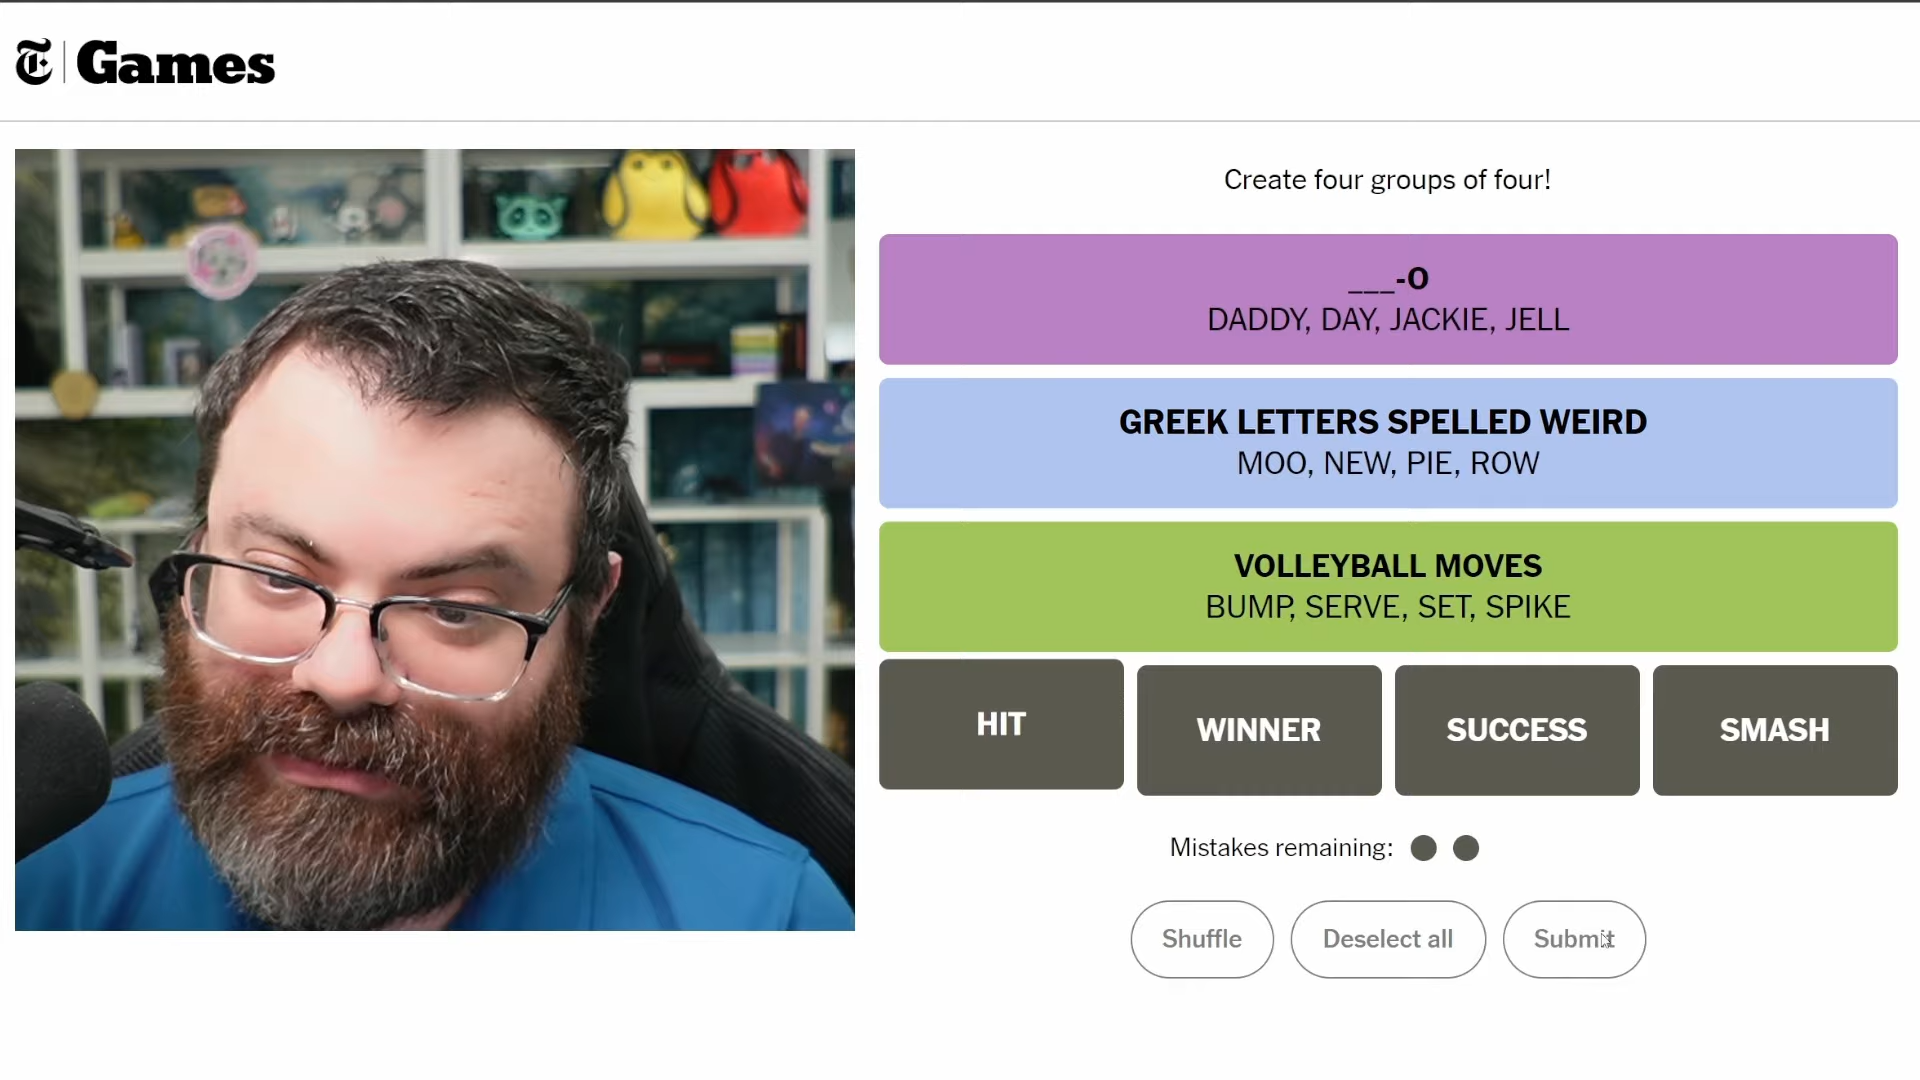 T Games
Create four groups of four!
___-O
DADDY, DAY, JACKIE, JELL
GREEK LETTERS SPELLED WEIRD
MOO, NEW, PIE, ROW
VOLLEYBALL MOVES
BUMP, SERVE, SET, SPIKE
HIT WINNER SUCCESS SMASH
Mistakes remaining:
Shuffle Deselect all Submit